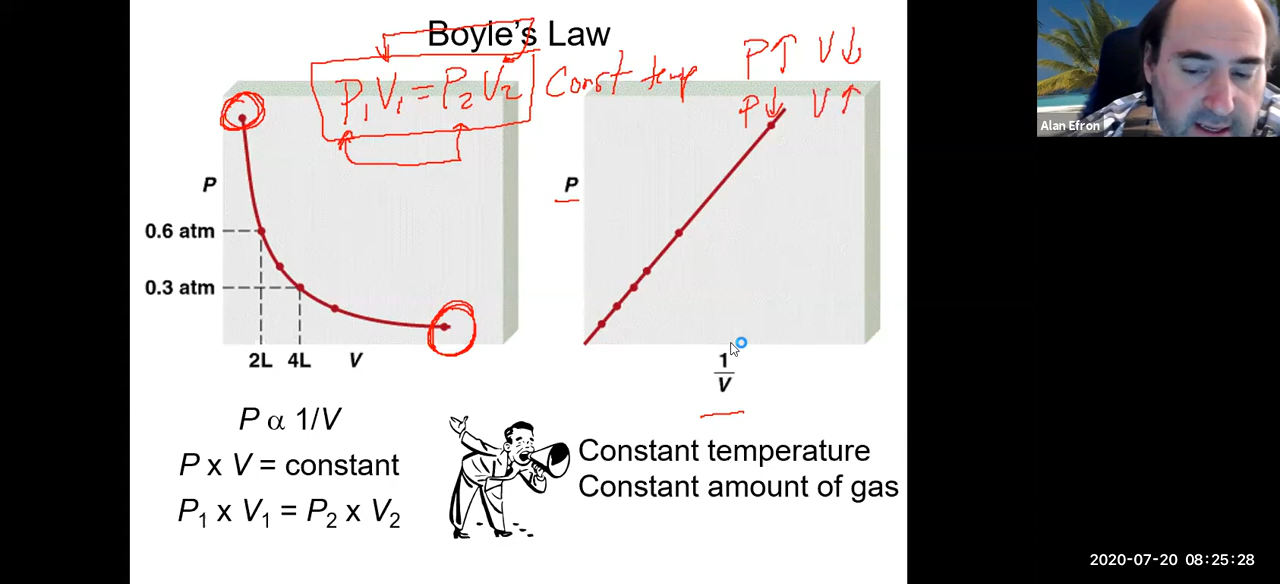 Boyle's Law
P₁V₁ = P₂V₂ Const temp
P↑ V↓
P↓ V↑
P
0.6 atm
0.3 atm
2L 4L V
P
1
V
P α 1/V
P x V = constant
P₁ x V₁ = P₂ x V₂
Constant temperature
Constant amount of gas
Alan Efron
2020-07-20 08:25:28